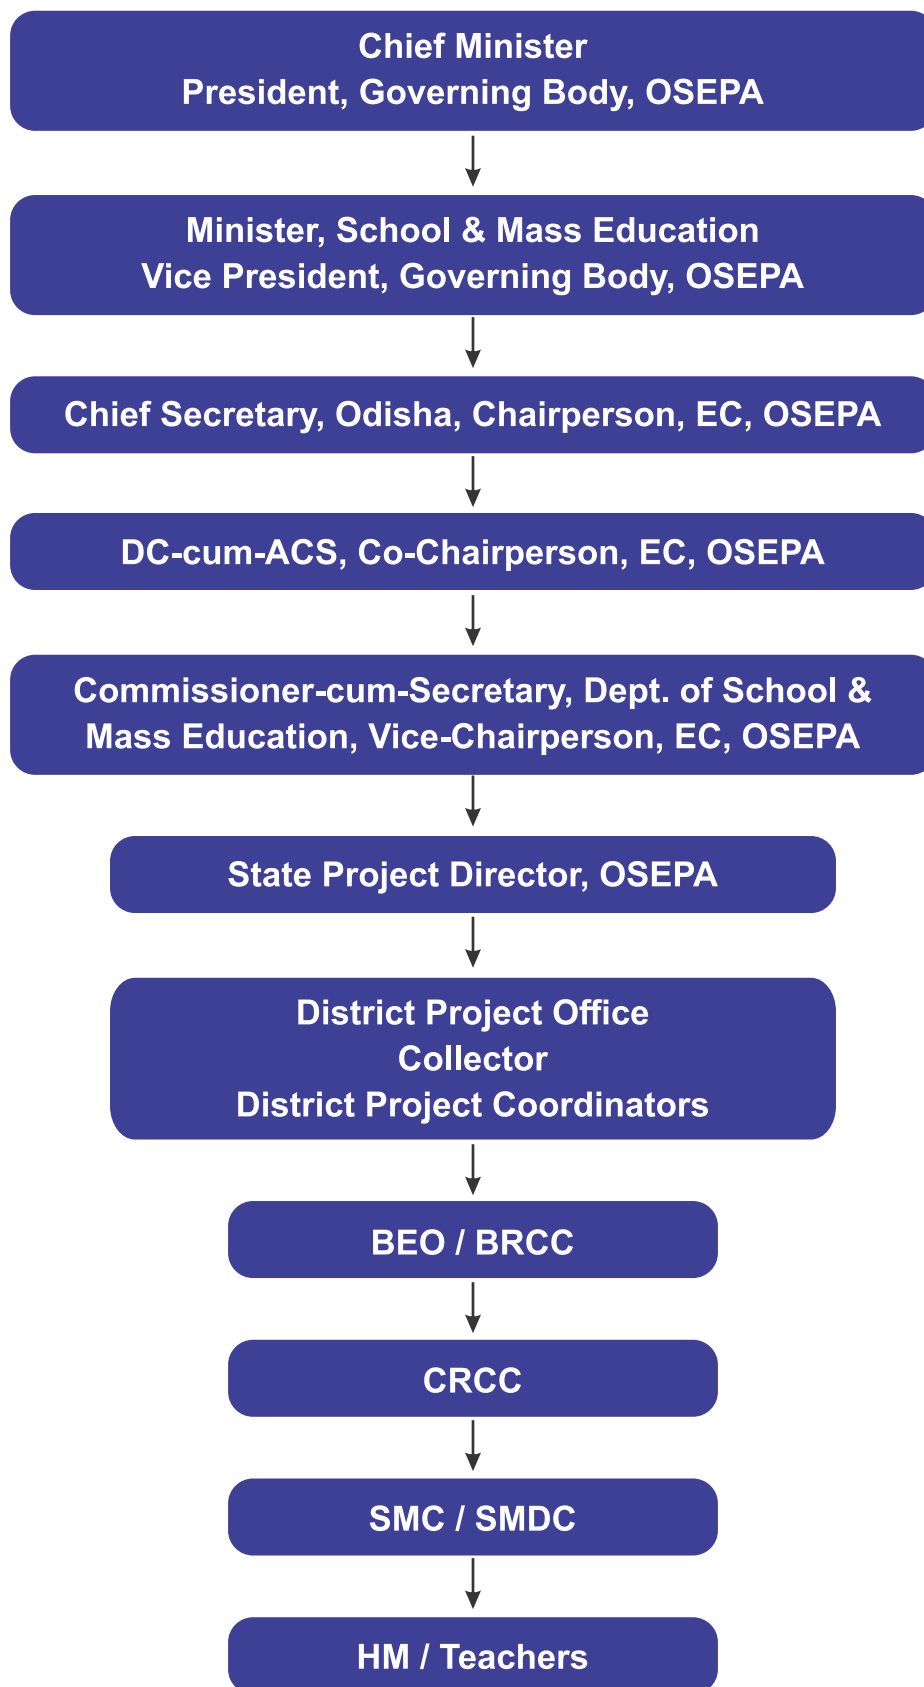 Chief Minister
President, Governing Body, OSEPA
Minister, School & Mass Education
Vice President, Governing Body, OSEPA
Chief Secretary, Odisha, Chairperson, EC, OSEPA
DC-cum-ACS, Co-Chairperson, EC, OSEPA
Commissioner-cum-Secretary, Dept. of School &
Mass Education, Vice-Chairperson, EC, OSEPA
State Project Director, OSEPA
District Project Office
Collector
District Project Coordinators
BEO / BRCC
CRCC
SMC / SMDC
HM / Teachers